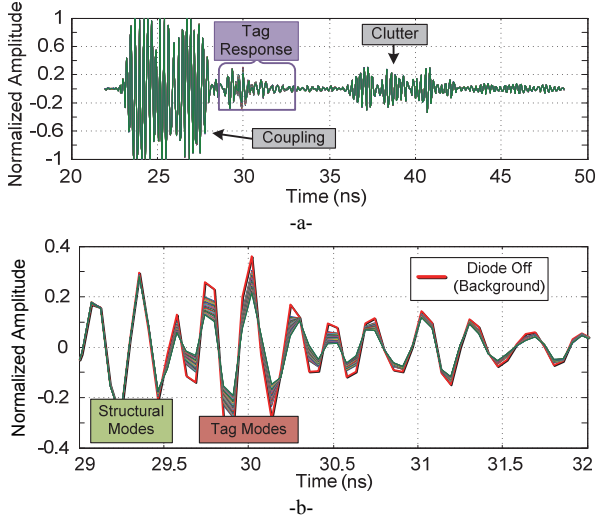 Normalized Amplitude
1
0.6
0.2
-0.2
-0.6
-1
Tag
Response
Clutter
Coupling
20 25 30 35 40 45 50
Time (ns)
-a-
Normalized Amplitude
0.4
0.2
0
-0.2
-0.4
Diode Off
(Background)
Structural
Modes
Tag Modes
29 29.5 30 30.5 31 31.5 32
Time (ns)
-b-